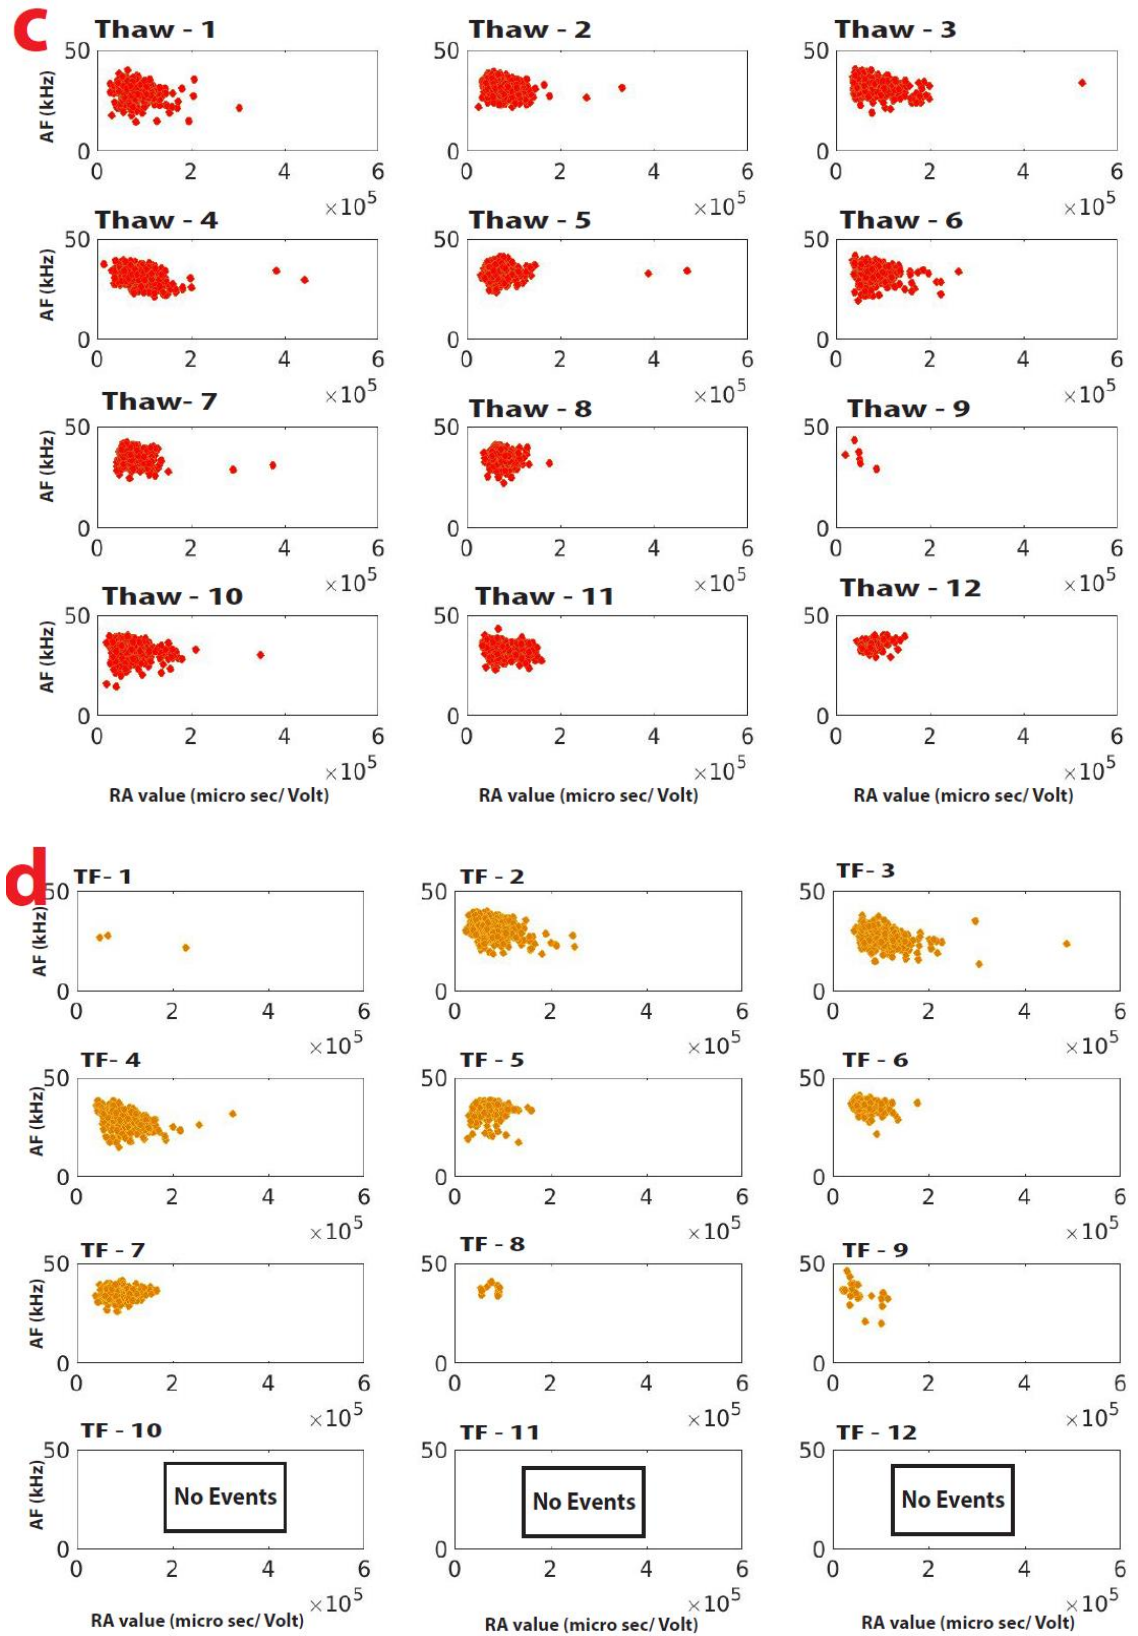 c
Thaw - 1 Thaw - 2 Thaw - 3
50 50 50
AF (kHz)
0 0 0
0 2 4 6 0 2 4 6 0 2 4 6
×10^5 ×10^5 ×10^5
Thaw - 4 Thaw - 5 Thaw - 6
50 50 50
AF (kHz)
0 0 0
0 2 4 6 0 2 4 6 0 2 4 6
×10^5 ×10^5 ×10^5
Thaw- 7 Thaw - 8 Thaw - 9
50 50 50
AF (kHz)
0 0 0
0 2 4 6 0 2 4 6 0 2 4 6
×10^5 ×10^5 ×10^5
Thaw - 10 Thaw - 11 Thaw - 12
50 50 50
AF (kHz)
0 0 0
0 2 4 6 0 2 4 6 0 2 4 6
×10^5 ×10^5 ×10^5
RA value (micro sec/ Volt) RA value (micro sec/ Volt) RA value (micro sec/ Volt)
d
TF- 1 TF - 2 TF- 3
50 50 50
AF (kHz)
0 0 0
0 2 4 6 0 2 4 6 0 2 4 6
×10^5 ×10^5 ×10^5
TF- 4 TF - 5 TF - 6
50 50 50
AF (kHz)
0 0 0
0 2 4 6 0 2 4 6 0 2 4 6
×10^5 ×10^5 ×10^5
TF - 7 TF - 8 TF - 9
50 50 50
AF (kHz)
0 0 0
0 2 4 6 0 2 4 6 0 2 4 6
×10^5 ×10^5 ×10^5
TF - 10 TF - 11 TF - 12
50 50 50
AF (kHz)
No Events No Events No Events
0 0 0
0 2 4 6 0 2 4 6 0 2 4 6
×10^5 ×10^5 ×10^5
RA value (micro sec/ Volt) RA value (micro sec/ Volt) RA value (micro sec/ Volt)